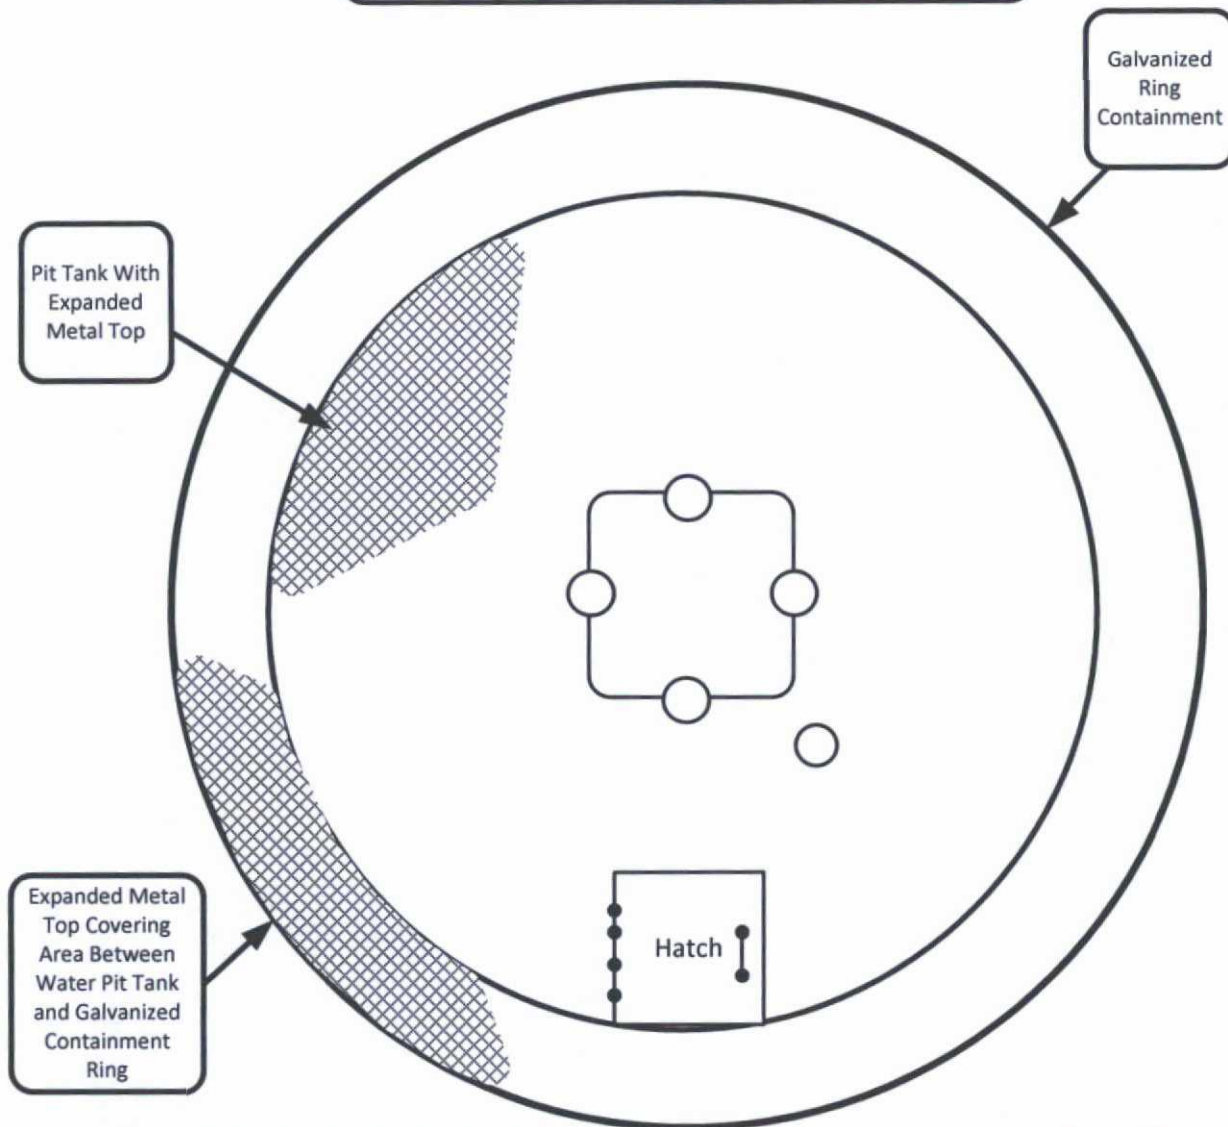 Galvanized
Ring
Containment
Pit Tank With
Expanded
Metal Top
Expanded Metal
Top Covering
Area Between
Water Pit Tank
and Galvanized
Containment
Ring
Hatch